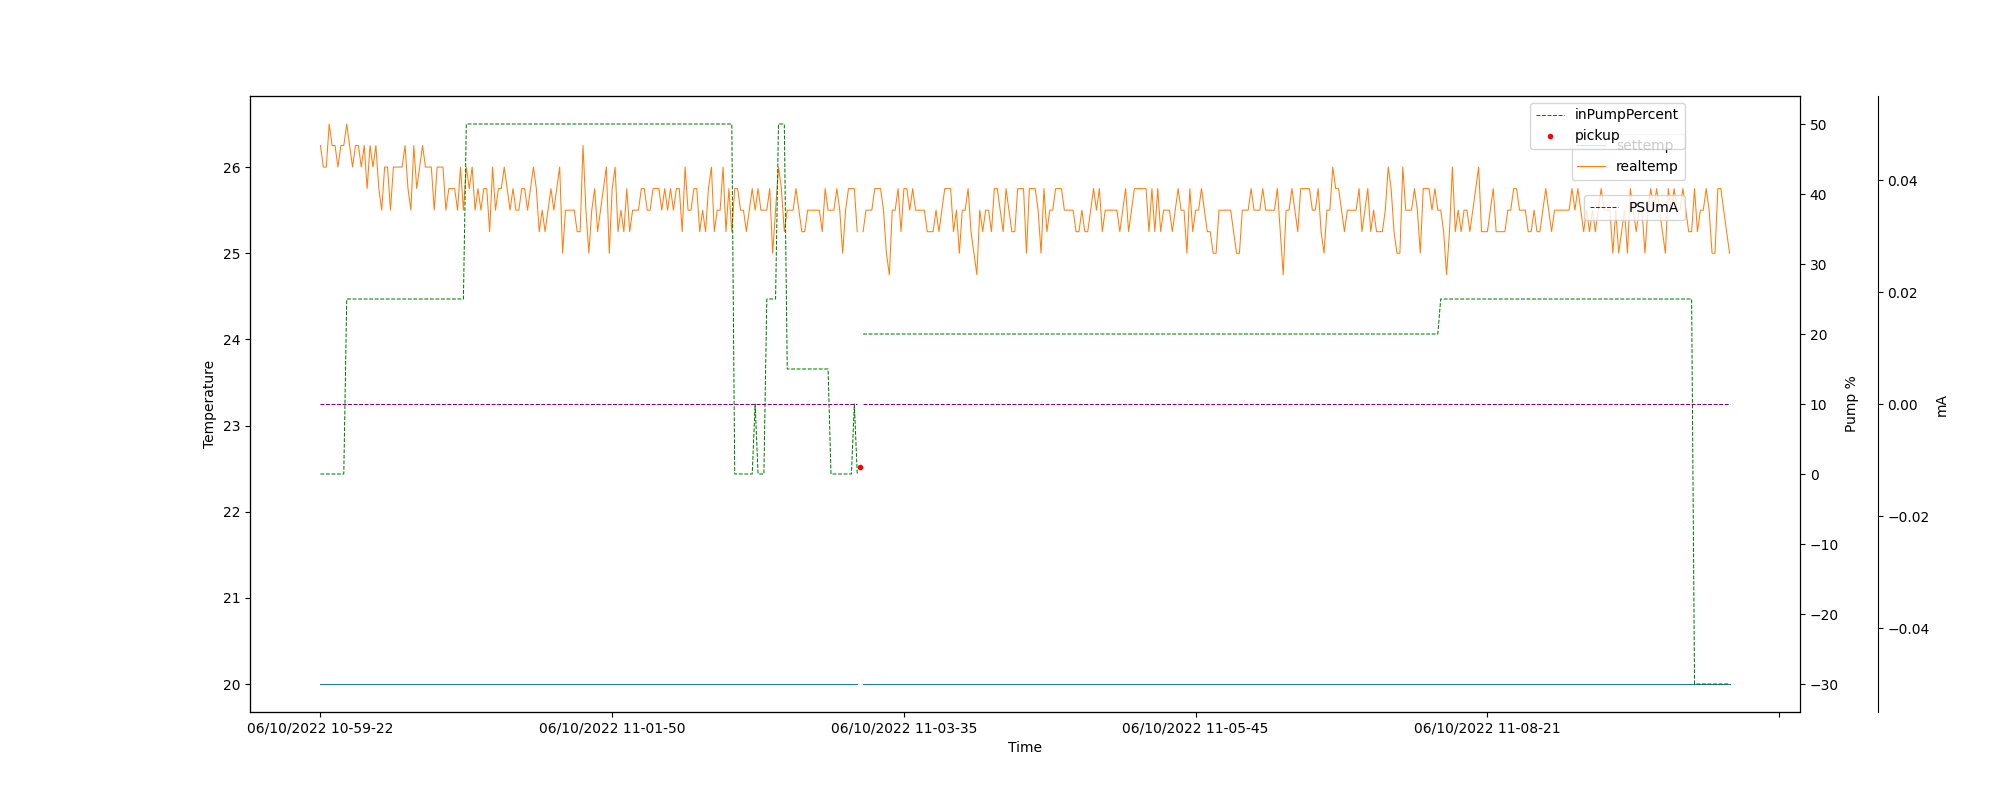 inPumpPercent
pickup
settemp
realtemp
PSUmA
Temperature
26
25
24
23
22
21
20
50
40
30
20
10
0
−10
−20
−30
Pump %
0.04
0.02
0.00
−0.02
−0.04
mA
06/10/2022 10-59-22
06/10/2022 11-01-50
06/10/2022 11-03-35
06/10/2022 11-05-45
06/10/2022 11-08-21
Time